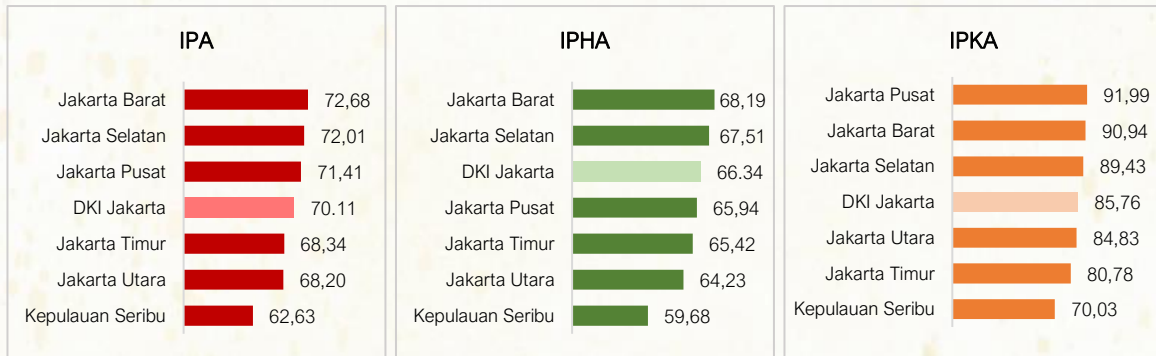 IPA
Jakarta Barat 72,68
Jakarta Selatan 72,01
Jakarta Pusat 71,41
DKI Jakarta 70.11
Jakarta Timur 68,34
Jakarta Utara 68,20
Kepulauan Seribu 62,63
IPHA
Jakarta Barat 68,19
Jakarta Selatan 67,51
DKI Jakarta 66.34
Jakarta Pusat 65,94
Jakarta Timur 65,42
Jakarta Utara 64,23
Kepulauan Seribu 59,68
IPKA
Jakarta Pusat 91,99
Jakarta Barat 90,94
Jakarta Selatan 89,43
DKI Jakarta 85,76
Jakarta Utara 84,83
Jakarta Timur 80,78
Kepulauan Seribu 70,03